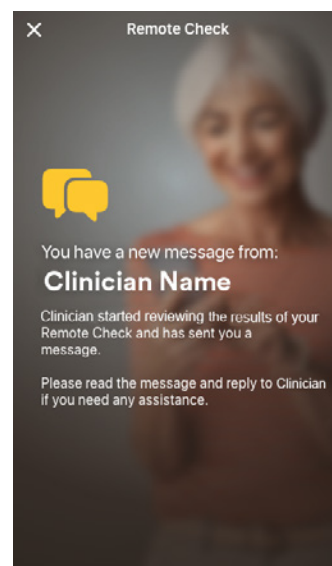 Remote Check
You have a new message from:
Clinician Name
Clinician started reviewing the results of your
Remote Check and has sent you a
message.
Please read the message and reply to Clinician
if you need any assistance.